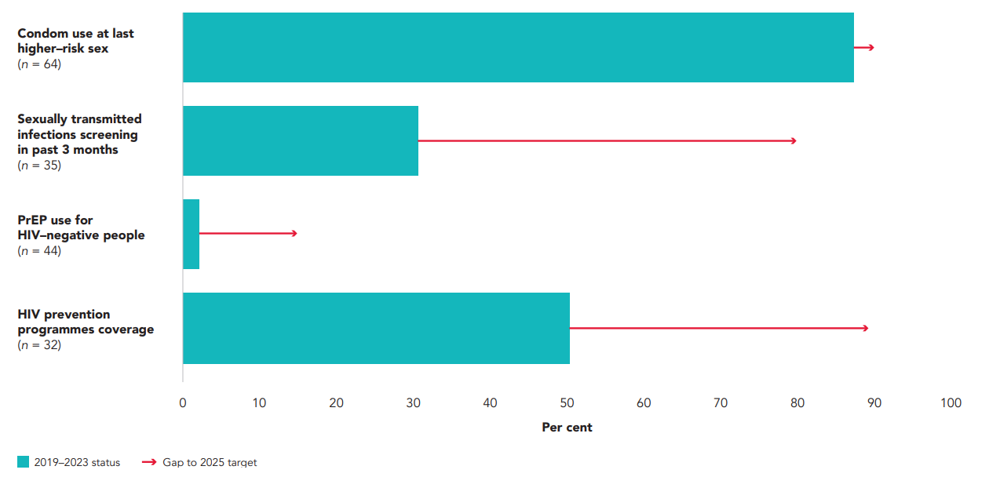 Condom use at last
higher–risk sex
(n = 64)
Sexually transmitted
infections screening
in past 3 months
(n = 35)
PrEP use for
HIV–negative people
(n = 44)
HIV prevention
programmes coverage
(n = 32)
0 10 20 30 40 50 60 70 80 90 100
Per cent
2019–2023 status Gap to 2025 target